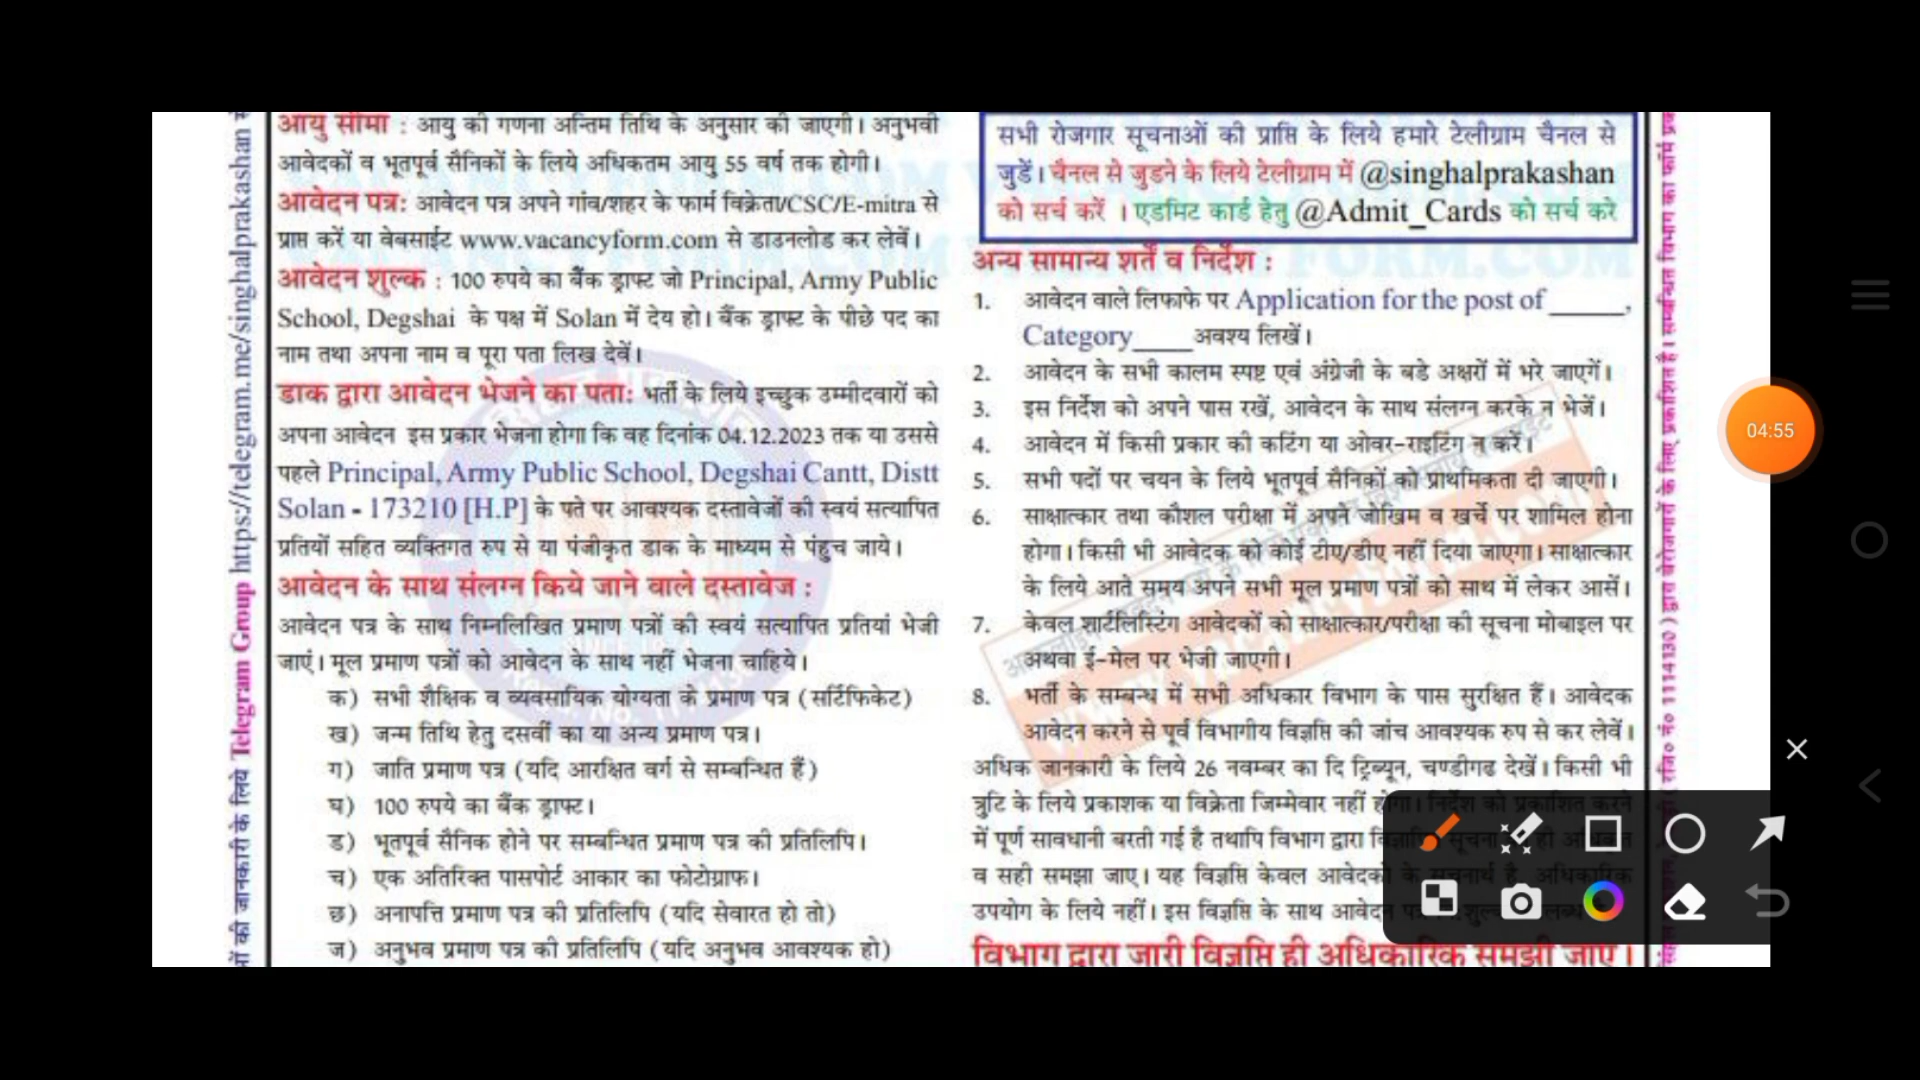 आयु सीमा : आयु की गणना अन्तिम तिथि के अनुसार की जाएगी। अनुभवी
आवेदकों व भूतपूर्व सैनिकों के लिये अधिकतम आयु 55 वर्ष तक होगी।
आवेदन पत्र: आवेदन पत्र अपने गांव/शहर के फार्म विक्रेता/CSC/E-mitra से
प्राप्त करें या वेबसाईट www.vacancyform.com से डाउनलोड कर लेवें।
आवेदन शुल्क : 100 रुपये का बैंक ड्राफ्ट जो Principal, Army Public
School, Degshai के पक्ष में Solan में देय हो। बैंक ड्राफ्ट के पीछे पद का
नाम तथा अपना नाम व पूरा पता लिख देवें।
डाक द्वारा आवेदन भेजने का पता: भर्ती के लिये इच्छुक उम्मीदवारों को
अपना आवेदन इस प्रकार भेजना होगा कि वह दिनांक 04.12.2023 तक या उससे
पहले Principal, Army Public School, Degshai Cantt, Distt
Solan - 173210 [H.P] के पते पर आवश्यक दस्तावेजों की स्वयं सत्यापित
प्रतियों सहित व्यक्तिगत रुप से या पंजीकृत डाक के माध्यम से पंहुच जाये।
आवेदन के साथ संलग्न किये जाने वाले दस्तावेज :
आवेदन पत्र के साथ निम्नलिखित प्रमाण पत्रों की स्वयं सत्यापित प्रतियां भेजी
जाएं। मूल प्रमाण पत्रों को आवेदन के साथ नहीं भेजना चाहिये।
क) सभी शैक्षिक व व्यवसायिक योग्यता के प्रमाण पत्र (सर्टिफिकेट)
ख) जन्म तिथि हेतु दसवीं का या अन्य प्रमाण पत्र।
ग) जाति प्रमाण पत्र (यदि आरक्षित वर्ग से सम्बन्धित हैं)
घ) 100 रुपये का बैंक ड्राफ्ट।
ड) भूतपूर्व सैनिक होने पर सम्बन्धित प्रमाण पत्र की प्रतिलिपि।
च) एक अतिरिक्त पासपोर्ट आकार का फोटोग्राफ।
छ) अनापत्ति प्रमाण पत्र की प्रतिलिपि (यदि सेवारत हो तो)
ज) अनुभव प्रमाण पत्र की प्रतिलिपि (यदि अनुभव आवश्यक हो)
सभी रोजगार सूचनाओं की प्राप्ति के लिये हमारे टेलीग्राम चैनल से
जुडें। चैनल से जुडने के लिये टेलीग्राम में @singhalprakashan
को सर्च करें । एडमिट कार्ड हेतु @Admit_Cards को सर्च करे
अन्य सामान्य शर्तें व निर्देश :
1. आवेदन वाले लिफाफे पर Application for the post of _____,
Category____अवश्य लिखें।
2. आवेदन के सभी कालम स्पष्ट एवं अंग्रेजी के बडे अक्षरों में भरे जाएगें।
3. इस निर्देश को अपने पास रखें, आवेदन के साथ संलग्न करके न भेजें।
4. आवेदन में किसी प्रकार की कटिंग या ओवर-राइटिंग न करें।
5. सभी पदों पर चयन के लिये भूतपूर्व सैनिकों को प्राथमिकता दी जाएगी।
6. साक्षात्कार तथा कौशल परीक्षा में अपने जोखिम व खर्चे पर शामिल होना
होगा। किसी भी आवेदक को कोई टीए/डीए नहीं दिया जाएगा। साक्षात्कार
के लिये आते समय अपने सभी मूल प्रमाण पत्रों को साथ में लेकर आसें।
7. केवल शार्टलिस्टिंग आवेदकों को साक्षात्कार/परीक्षा की सूचना मोबाइल पर
अथवा ई-मेल पर भेजी जाएगी।
8. भर्ती के सम्बन्ध में सभी अधिकार विभाग के पास सुरक्षित हैं। आवेदक
आवेदन करने से पूर्व विभागीय विज्ञप्ति की जांच आवश्यक रुप से कर लेवें।
अधिक जानकारी के लिये 26 नवम्बर का दि ट्रिब्यून, चण्डीगढ देखें। किसी भी
त्रुटि के लिये प्रकाशक या विक्रेता जिम्मेवार नहीं होगा। निर्देश को प्रकाशित करने
में पूर्ण सावधानी बरती गई है तथापि विभाग द्वारा
व सही समझा जाए। यह विज्ञप्ति केवल आवेदकों के सूचनार्थ है, अधिकारिक
उपयोग के लिये नहीं। इस विज्ञप्ति के साथ आवेदन
विभाग द्वारा जारी विज्ञप्ति ही अधिकारिक समझी जाए।
ओं की जानकारी के लिये Telegram Group https://telegram.me/singhalprakashan
(रजि० नं० 1114130) द्वारा बेरोजगारों के लिए प्रकाशित है। सम्बन्धित विभाग का फॉर्म
04:55